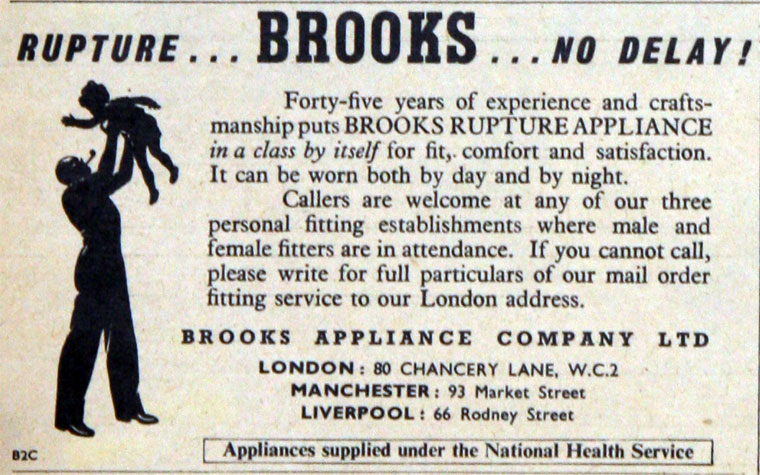 RUPTURE... BROOKS ...NO DELAY!
Forty-five years of experience and crafts-
manship puts BROOKS RUPTURE APPLIANCE
in a class by itself for fit,. comfort and satisfaction.
It can be worn both by day and by night.
Callers are welcome at any of our three
personal fitting establishments where male and
female fitters are in attendance. If you cannot call,
please write for full particulars of our mail order
fitting service to our London address.
BROOKS APPLIANCE COMPANY LTD
LONDON: 80 CHANCERY LANE, W.C.2
MANCHESTER: 93 Market Street
LIVERPOOL: 66 Rodney Street
B2C
Appliances supplied under the National Health Service